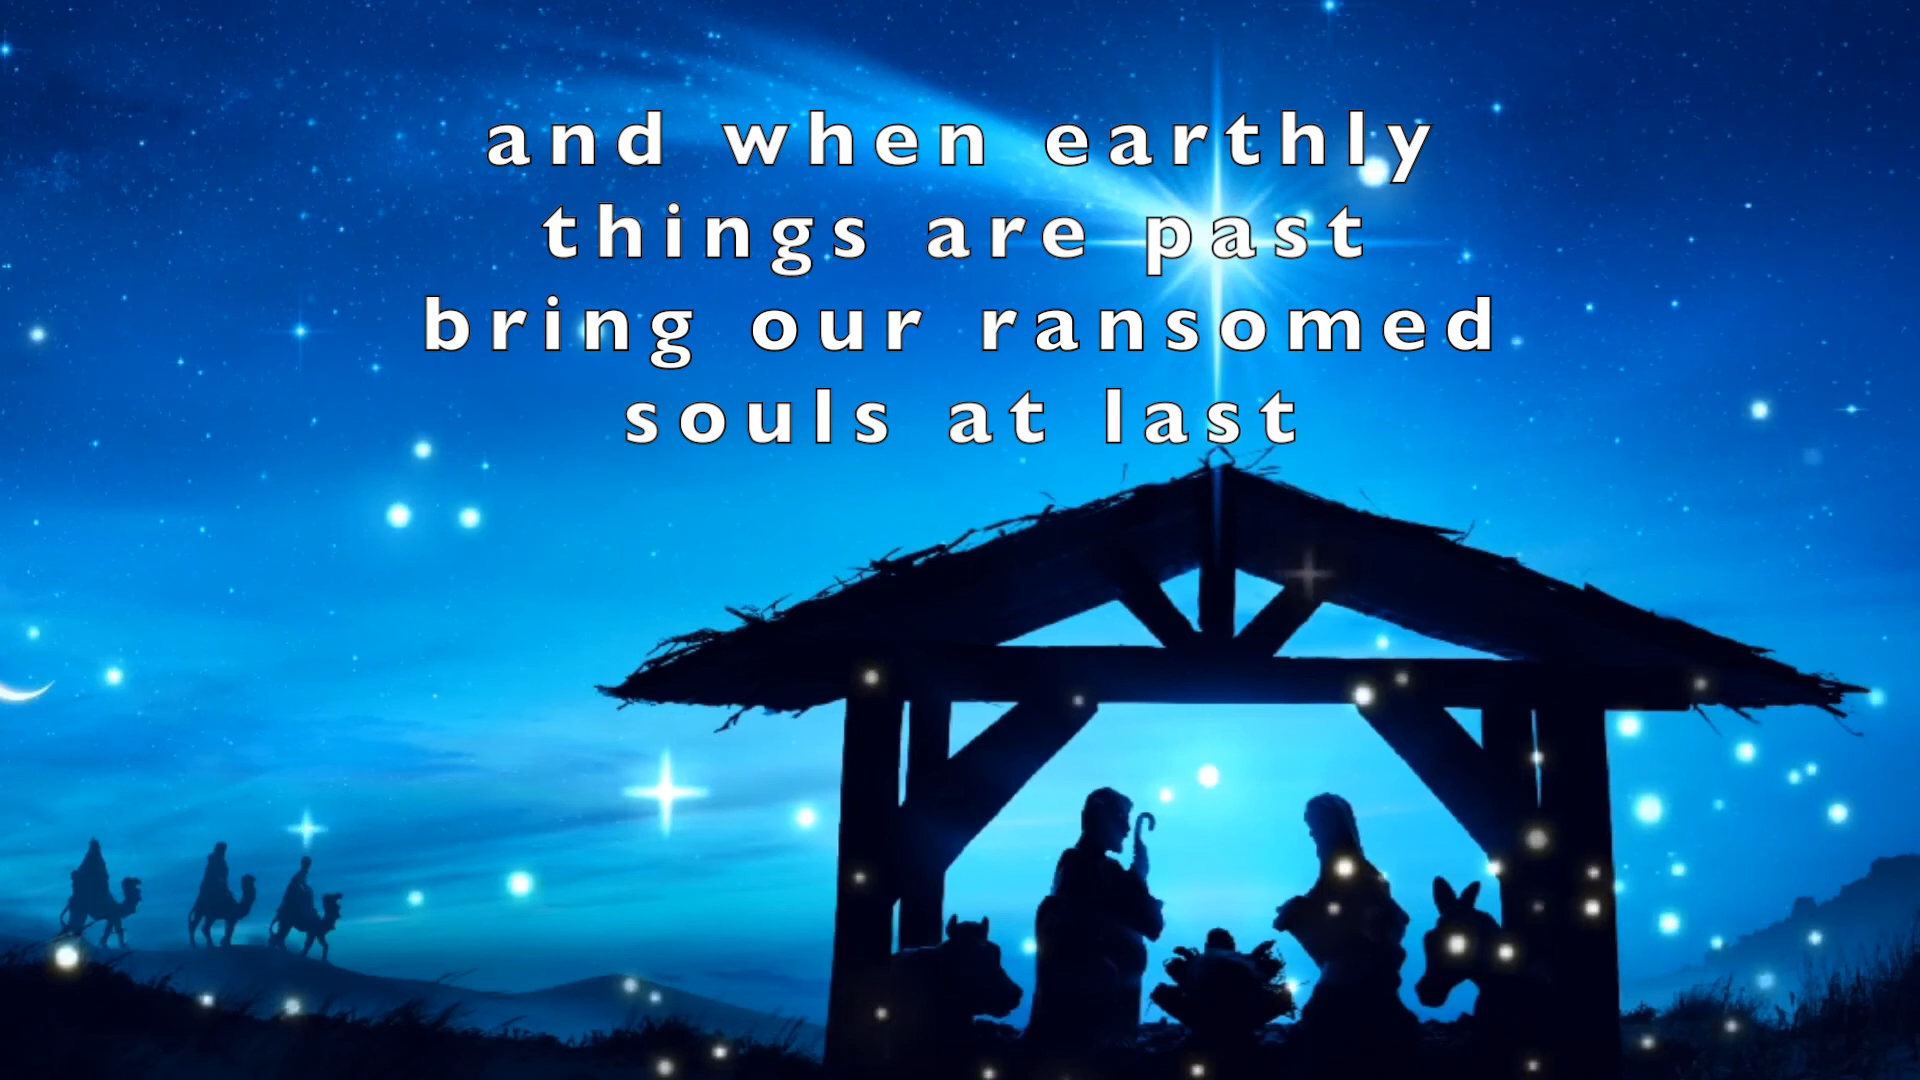 and when earthly
things are past
bring our ransomed
souls at last